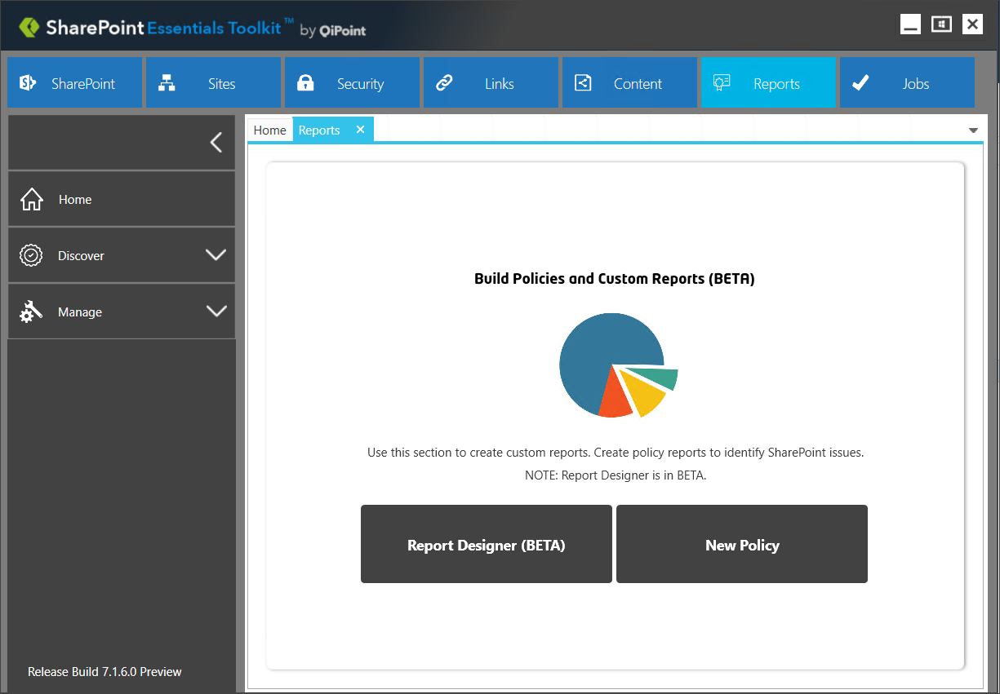 SharePoint Essentials Toolkit™ by QiPoint
SharePoint
Sites
Security
Links
Content
Reports
Jobs
Home
Discover
Manage
Release Build 7.1.6.0 Preview
Home
Reports
Build Policies and Custom Reports (BETA)
Use this section to create custom reports. Create policy reports to identify SharePoint issues.
NOTE: Report Designer is in BETA.
Report Designer (BETA)
New Policy